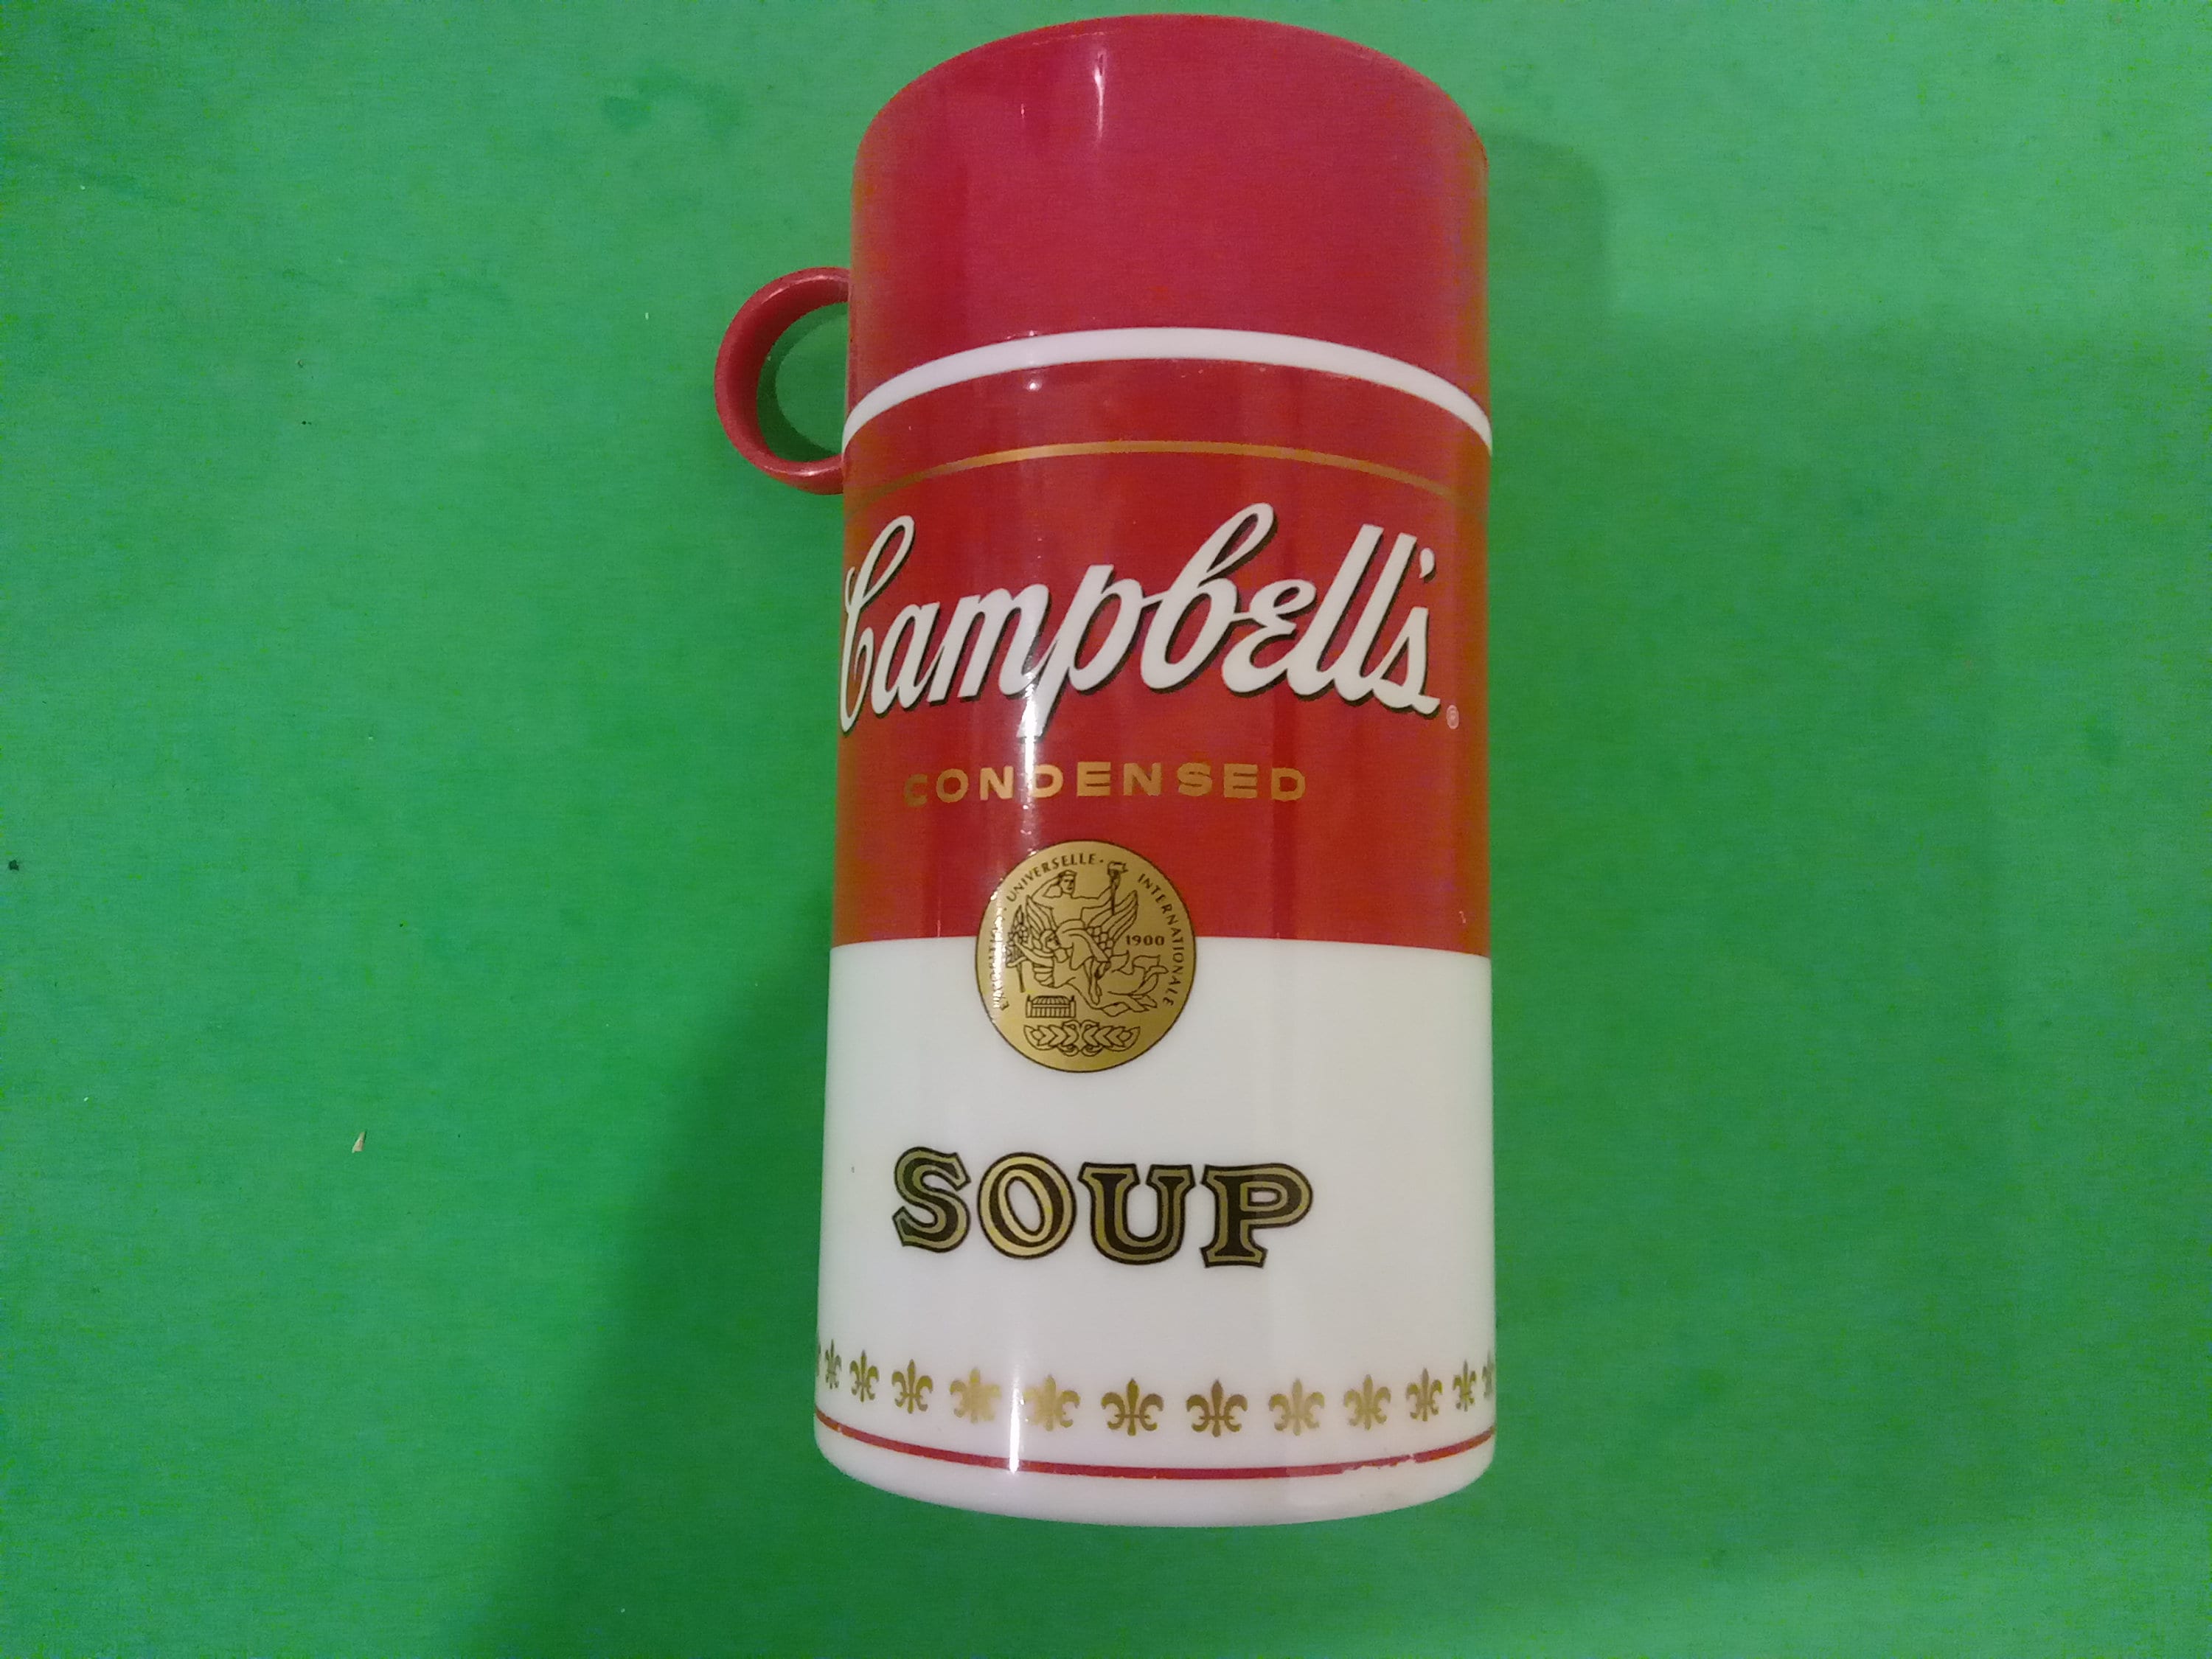 Campbell's®
CONDENSED
EXPOSITION UNIVERSELLE · INTERNATIONALE
1900
SOUP